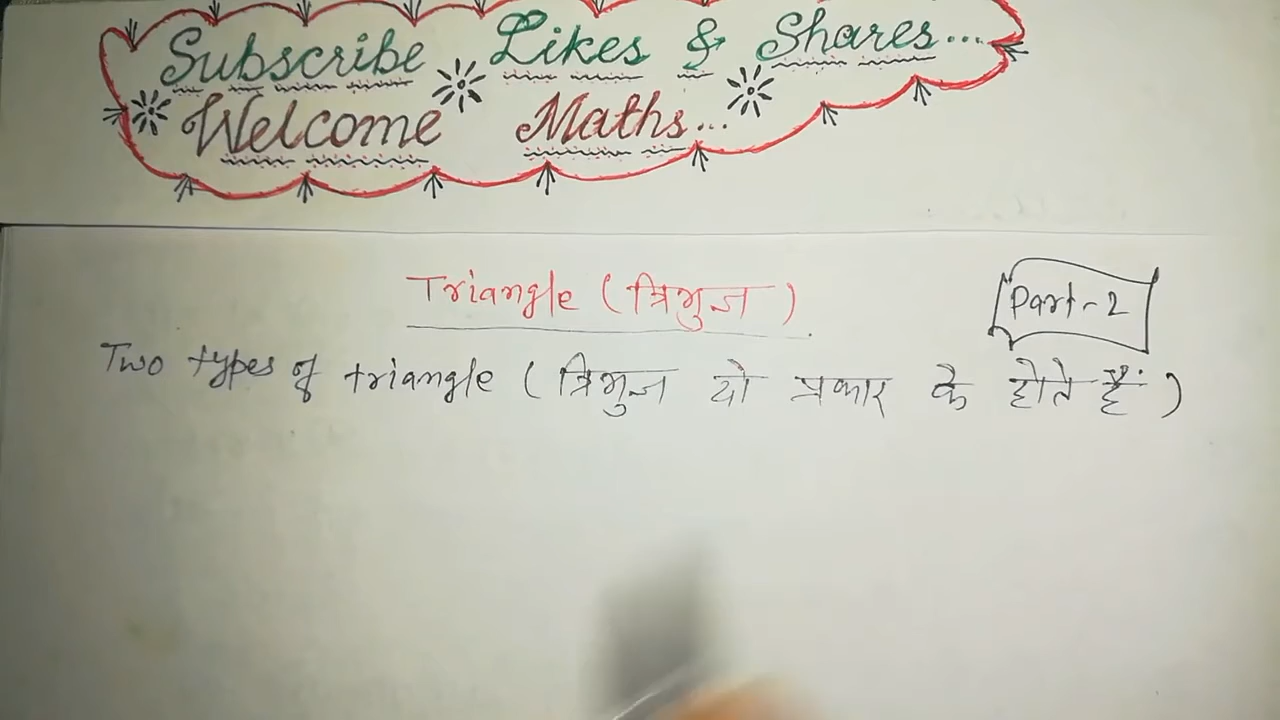 Subscribe Likes & Shares...
Welcome Maths...
Triangle (त्रिभुज)
Part-2
Two types of triangle (त्रिभुज दो प्रकार के होते हैं)